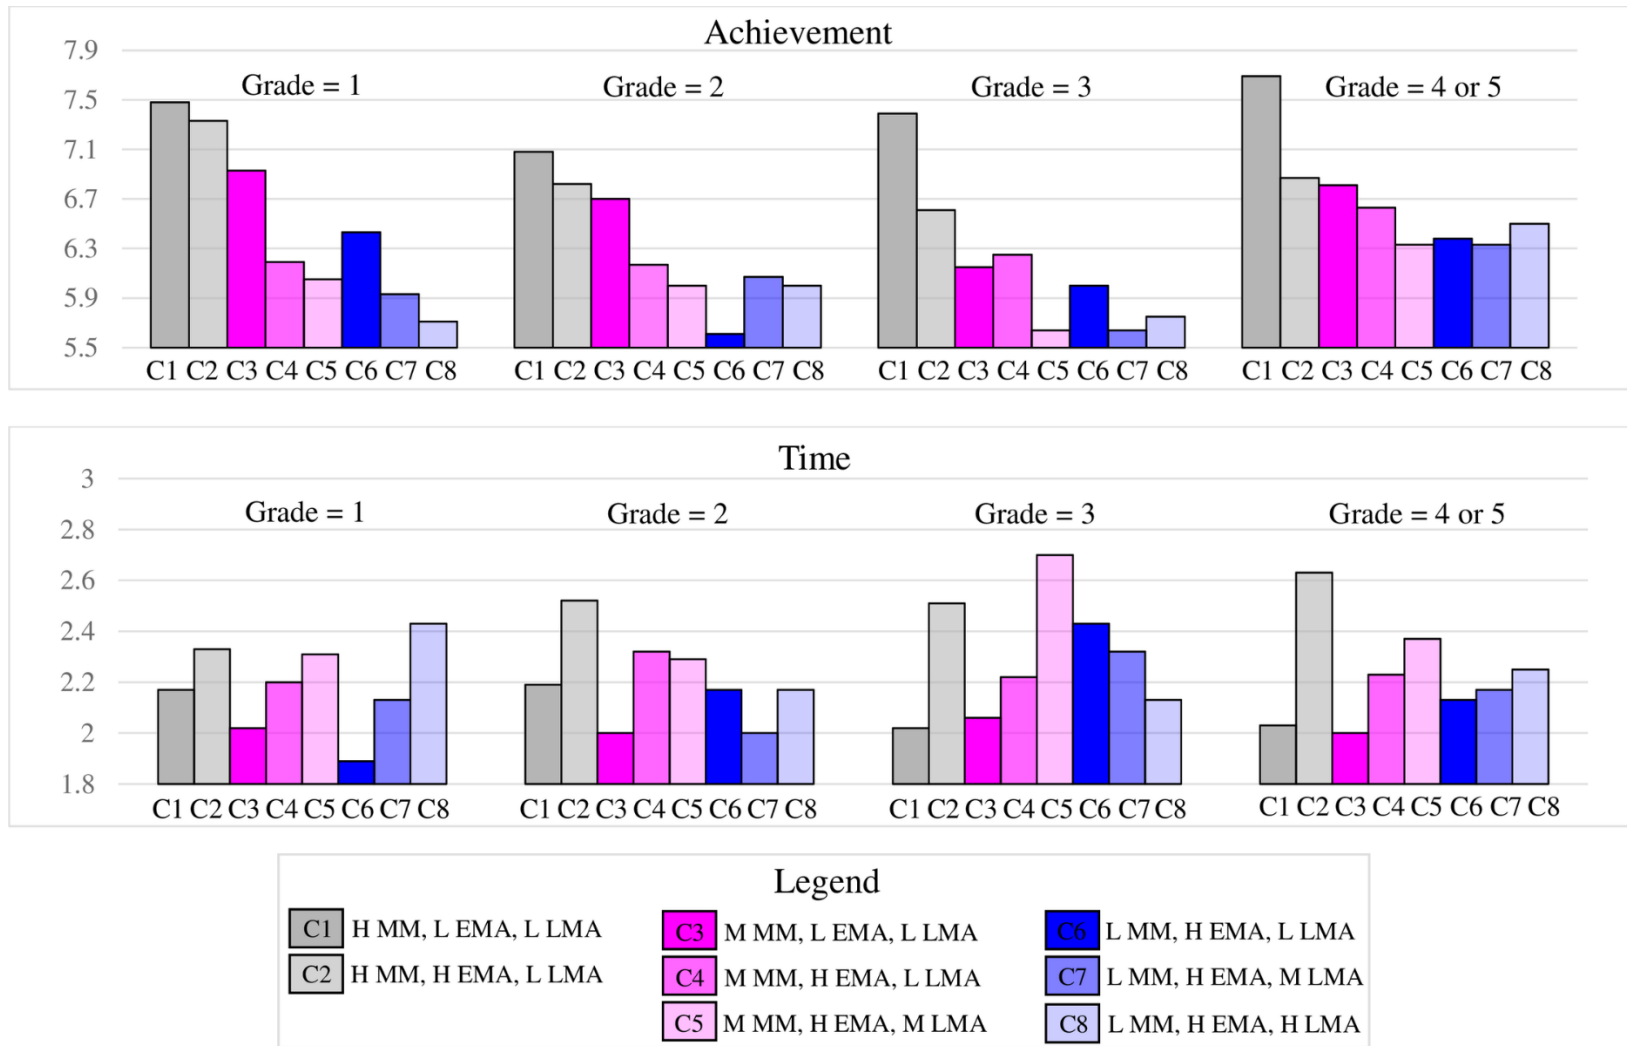 Achievement
7.9
7.5
7.1
6.7
6.3
5.9
5.5
Grade = 1
Grade = 2
Grade = 3
Grade = 4 or 5
C1 C2 C3 C4 C5 C6 C7 C8
C1 C2 C3 C4 C5 C6 C7 C8
C1 C2 C3 C4 C5 C6 C7 C8
C1 C2 C3 C4 C5 C6 C7 C8
Time
3
2.8
2.6
2.4
2.2
2
1.8
Grade = 1
Grade = 2
Grade = 3
Grade = 4 or 5
C1 C2 C3 C4 C5 C6 C7 C8
C1 C2 C3 C4 C5 C6 C7 C8
C1 C2 C3 C4 C5 C6 C7 C8
C1 C2 C3 C4 C5 C6 C7 C8
Legend
C1 H MM, L EMA, L LMA
C2 H MM, H EMA, L LMA
C3 M MM, L EMA, L LMA
C4 M MM, H EMA, L LMA
C5 M MM, H EMA, M LMA
C6 L MM, H EMA, L LMA
C7 L MM, H EMA, M LMA
C8 L MM, H EMA, H LMA